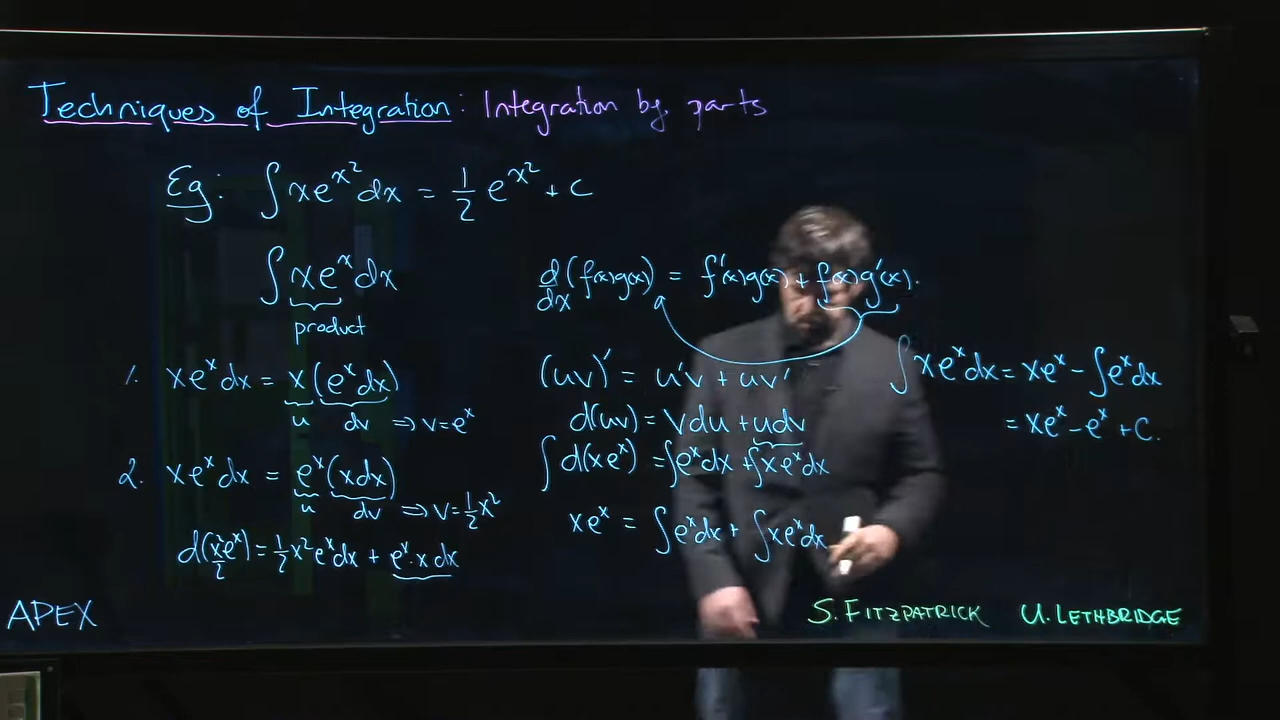 Techniques of Integration: Integration by parts
Eg: ∫xe^{x²}dx = ½ e^{x²} + C
∫xe^x dx
product
1. xe^x dx = x(e^x dx)
u dv ⇒ v=e^x
2. xe^x dx = e^x(xdx)
u dv ⇒ v=½x²
d(x²/2 e^x) = ½x²e^x dx + e^x·x dx
d/dx (f(x)g(x)) = f'(x)g(x) + f(x)g'(x).
(uv)' = u'v + uv'
d(uv) = vdu + udv
∫d(xe^x) = ∫e^x dx + ∫xe^x dx
xe^x = ∫e^x dx + ∫xe^x dx
∫xe^x dx = xe^x - ∫e^x dx
= xe^x - e^x + C.
APEX
S. FITZPATRICK U. LETHBRIDGE